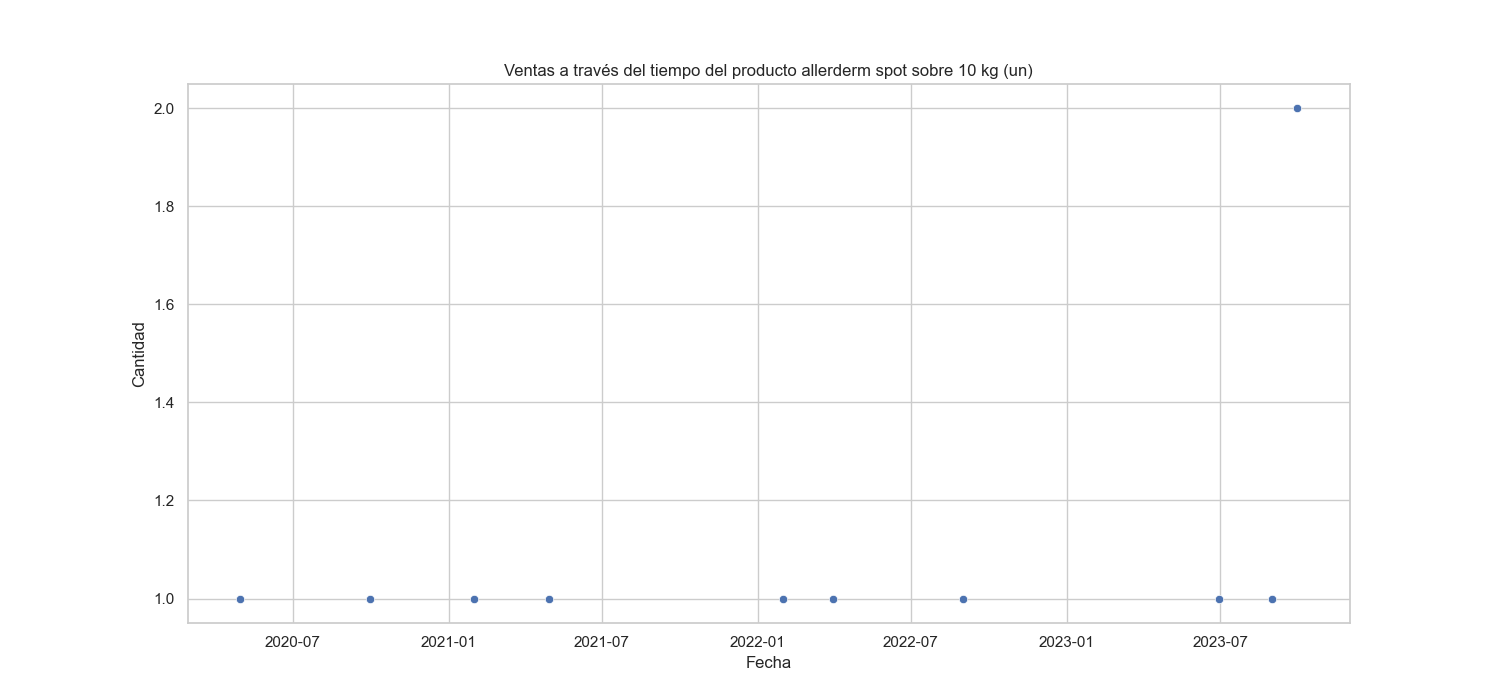 Ventas a través del tiempo del producto allerderm spot sobre 10 kg (un)
2.0
1.8
1.6
1.4
1.2
1.0
Cantidad
2020-07 2021-01 2021-07 2022-01 2022-07 2023-01 2023-07
Fecha